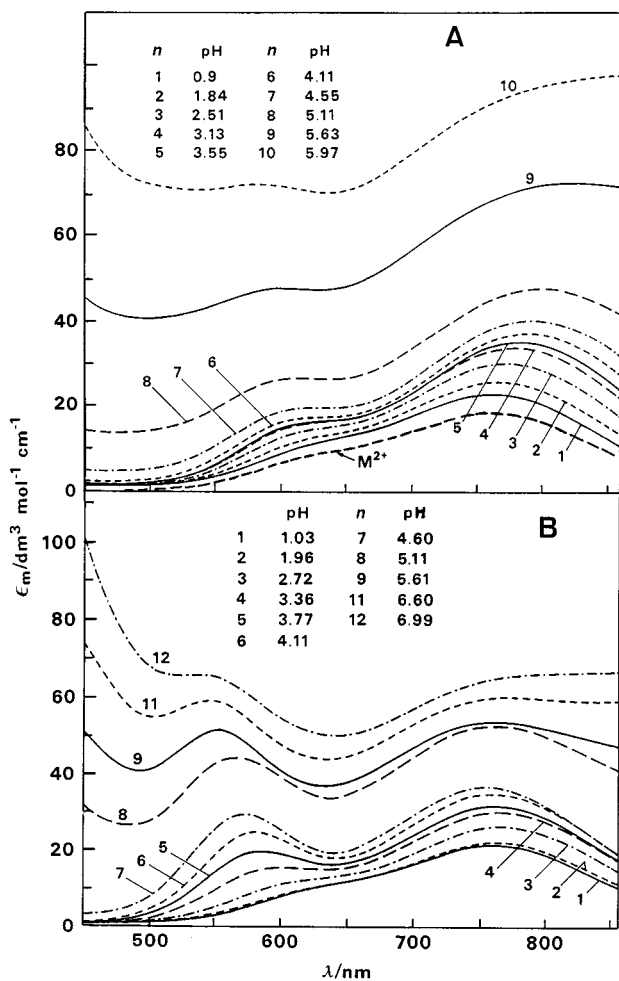 A
n pH n pH
1 0.9 6 4.11
2 1.84 7 4.55
3 2.51 8 5.11
4 3.13 9 5.63
5 3.55 10 5.97
10
80
9
60
40
7 6
8
20
5 4 3 2 1
M²⁺
0
B
pH n pH
1 1.03 7 4.60
2 1.96 8 5.11
3 2.72 9 5.61
4 3.36 11 6.60
5 3.77 12 6.99
6 4.11
100
80
12
60
11
9
40
8
5
20
6
7
4 3 2 1
0
500 600 700 800
λ/nm
ϵm/dm³ mol⁻¹ cm⁻¹